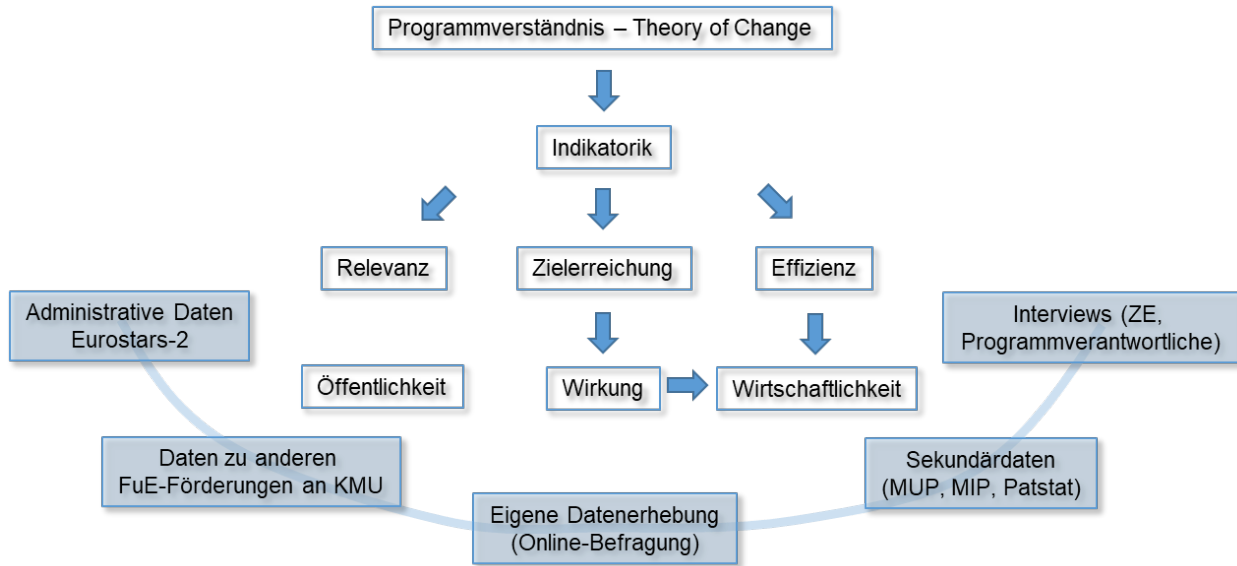 Programmverständnis – Theory of Change
Indikatorik
Relevanz
Zielerreichung
Effizienz
Administrative Daten
Eurostars-2
Interviews (ZE,
Programmverantwortliche)
Öffentlichkeit
Wirkung
Wirtschaftlichkeit
Daten zu anderen
FuE-Förderungen an KMU
Sekundärdaten
(MUP, MIP, Patstat)
Eigene Datenerhebung
(Online-Befragung)